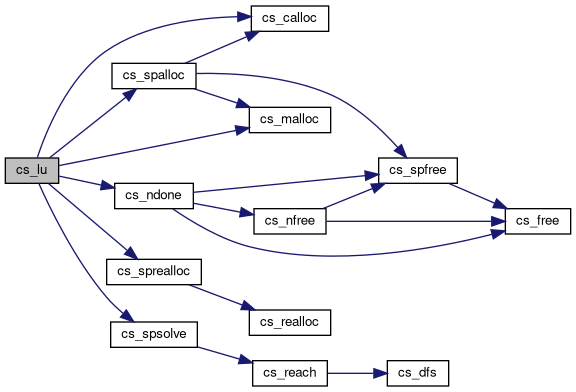 cs_calloc
cs_spalloc
cs_malloc
cs_lu
cs_spfree
cs_ndone
cs_nfree
cs_free
cs_sprealloc
cs_realloc
cs_spsolve
cs_reach
cs_dfs